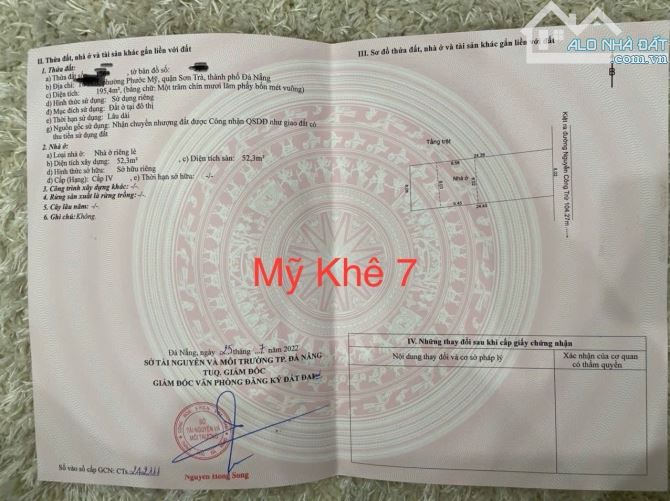 ALO NHÀ ĐẤT
II. Thửa đất, nhà ở và tài sản khác gắn liền với đất
1. Thửa đất:
a) Thửa đất số: , tờ bản đồ số:
b) Địa chỉ: phường Phước Mỹ, quận Sơn Trà, thành phố Đà Nẵng
c) Diện tích: 195,4m², (bằng chữ: Một trăm chín mươi lăm phẩy bốn mét vuông)
d) Hình thức sử dụng: Sử dụng riêng
đ) Mục đích sử dụng: Đất ở tại đô thị
e) Thời hạn sử dụng: Lâu dài
g) Nguồn gốc sử dụng: Nhận chuyển nhượng đất được Công nhận QSDĐ như giao đất có
thu tiền sử dụng đất
2. Nhà ở:
a) Loại nhà ở: Nhà ở riêng lẻ
b) Diện tích xây dựng: 52,3m² , c) Diện tích sàn: 52,3m²
d) Hình thức sở hữu: Sở hữu riêng
đ) Cấp (Hạng): Cấp IV , e) Thời hạn sở hữu: -/-
3. Công trình xây dựng khác: -/-
4. Rừng sản xuất là rừng trồng: -/-
5. Cây lâu năm: -/-
6. Ghi chú: Không.
III. Sơ đồ thửa đất, nhà ở và tài sản khác gắn liền với đất
B
Tầng trệt
Nhà ở
Kiệt ra đường Nguyễn Công Trứ 104.27m
Mỹ Khê 7
Đà Nẵng, ngày 25 tháng 7 năm 2022
SỞ TÀI NGUYÊN VÀ MÔI TRƯỜNG TP. ĐÀ NẴNG
TUQ. GIÁM ĐỐC
GIÁM ĐỐC VĂN PHÒNG ĐĂNG KÝ ĐẤT ĐAI
SỞ
TÀI NGUYÊN VÀ
MÔI TRƯỜNG
Nguyễn Hồng Song
Số vào sổ cấp GCN: CTs
IV. Những thay đổi sau khi cấp giấy chứng nhận
Nội dung thay đổi và cơ sở pháp lý
Xác nhận của cơ quan
có thẩm quyền